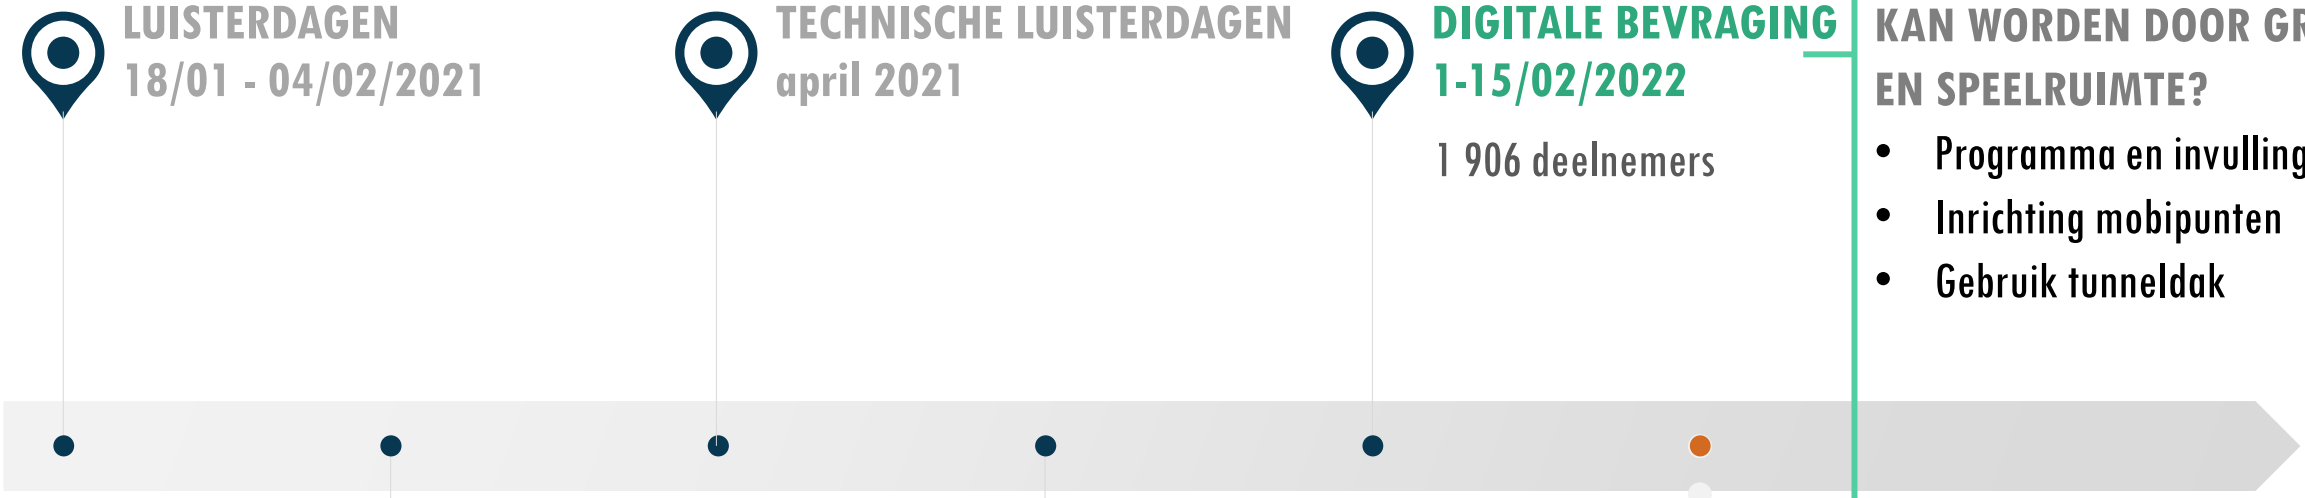 LUISTERDAGEN
18/01 - 04/02/2021
TECHNISCHE LUISTERDAGEN
april 2021
DIGITALE BEVRAGING
1-15/02/2022
1 906 deelnemers
KAN WORDEN DOOR
EN SPEELRUIMTE?
• Programma en invulling
• Inrichting mobipunten
• Gebruik tunneldak